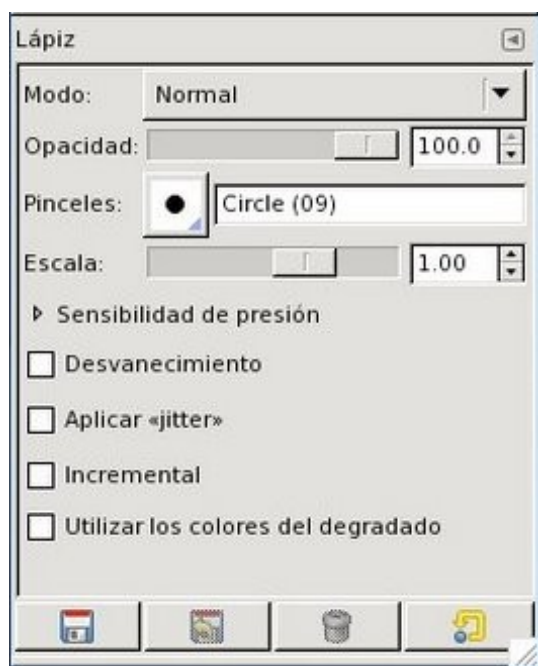 Lápiz
Modo: Normal
Opacidad: 100.0
Pinceles: Circle (09)
Escala: 1.00
Sensibilidad de presión
Desvanecimiento
Aplicar «jitter»
Incremental
Utilizar los colores del degradado